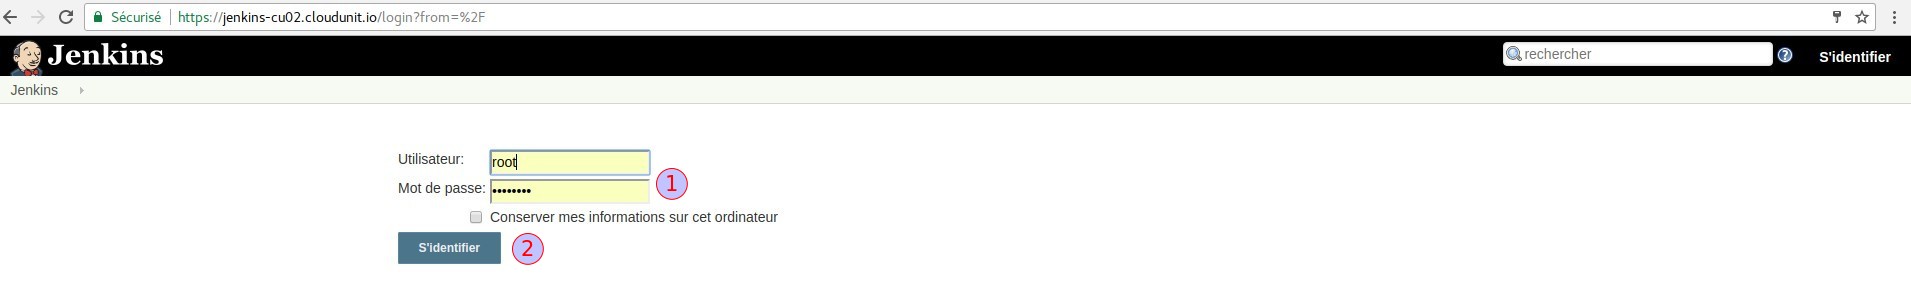 Sécurisé https://jenkins-cu02.cloudunit.io/login?from=%2F
Jenkins rechercher ? S'identifier
Jenkins
Utilisateur: root
Mot de passe: •••••••• 1
Conserver mes informations sur cet ordinateur
S'identifier 2